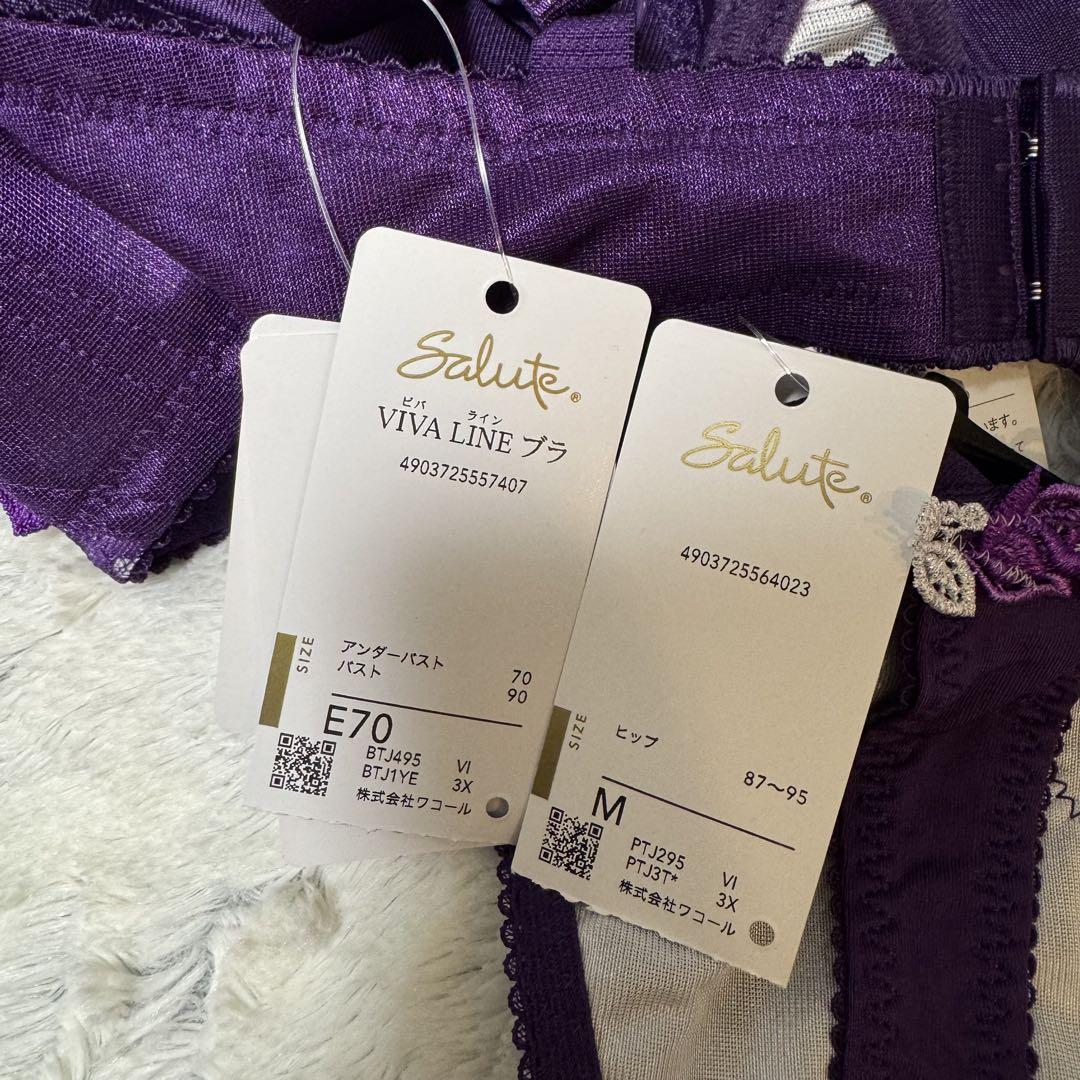 Salute®
ビバ ライン
VIVA LINE ブラ
4903725557407
SIZE
アンダーバスト 70
バスト 90
E70
BTJ495 VI
BTJ1YE 3X
株式会社ワコール
Salute®
4903725564023
SIZE
ヒップ
87〜95
M
PTJ295 VI
PTJ3T* 3X
株式会社ワコール
います。
て